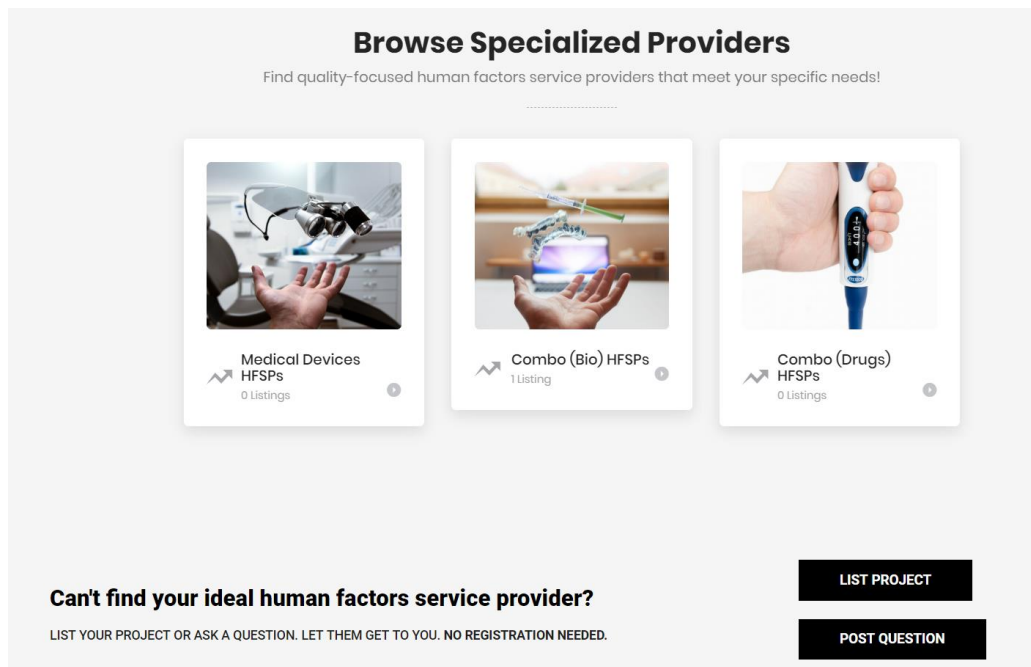 Browse Specialized Providers
Find quality-focused human factors service providers that meet your specific needs!
Medical Devices
HFSPs
0 Listings
Combo (Bio) HFSPs
1 Listing
Combo (Drugs)
HFSPs
0 Listings
Can't find your ideal human factors service provider?
LIST YOUR PROJECT OR ASK A QUESTION. LET THEM GET TO YOU. NO REGISTRATION NEEDED.
LIST PROJECT
POST QUESTION